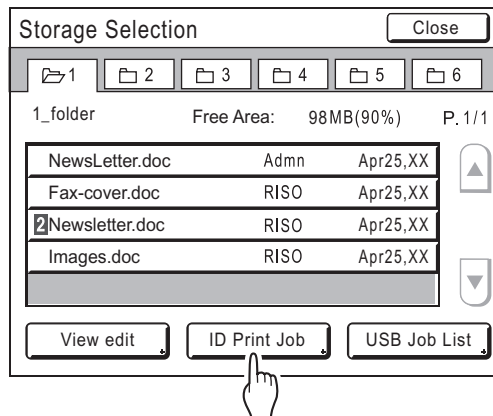 Storage Selection Close
1 2 3 4 5 6
1_folder Free Area: 98MB(90%) P. 1/1
NewsLetter.doc Admn Apr25,XX
Fax-cover.doc RISO Apr25,XX
2 Newsletter.doc RISO Apr25,XX
Images.doc RISO Apr25,XX
View edit ID Print Job USB Job List